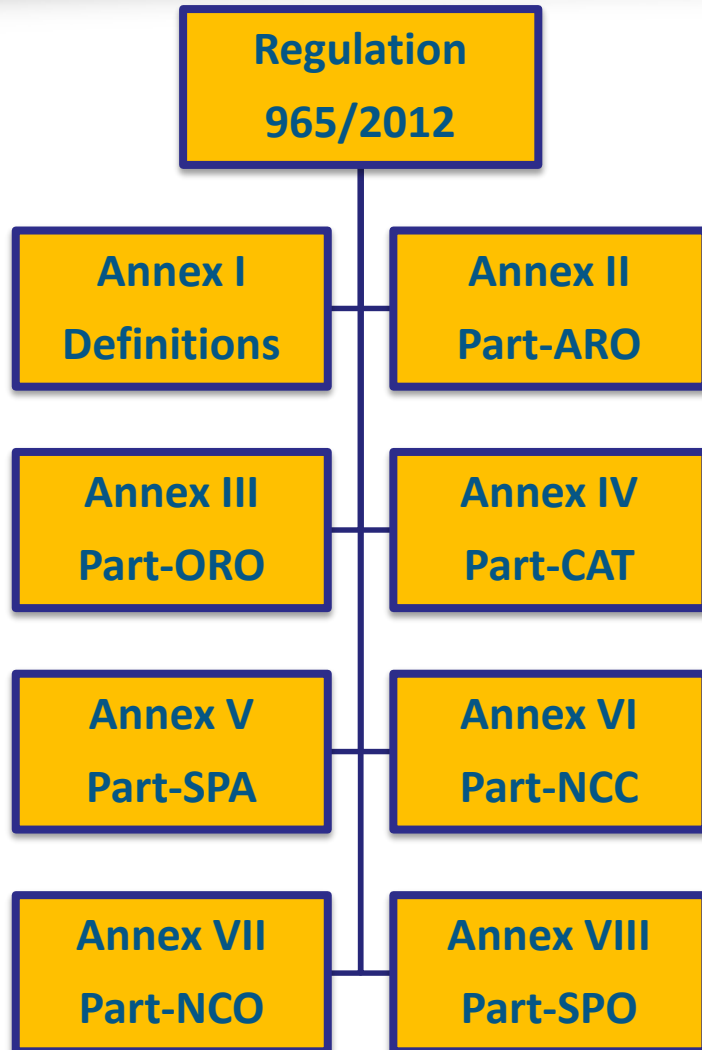 Regulation
965/2012
Annex I
Definitions
Annex II
Part-ARO
Annex III
Part-ORO
Annex IV
Part-CAT
Annex V
Part-SPA
Annex VI
Part-NCC
Annex VII
Part-NCO
Annex VIII
Part-SPO